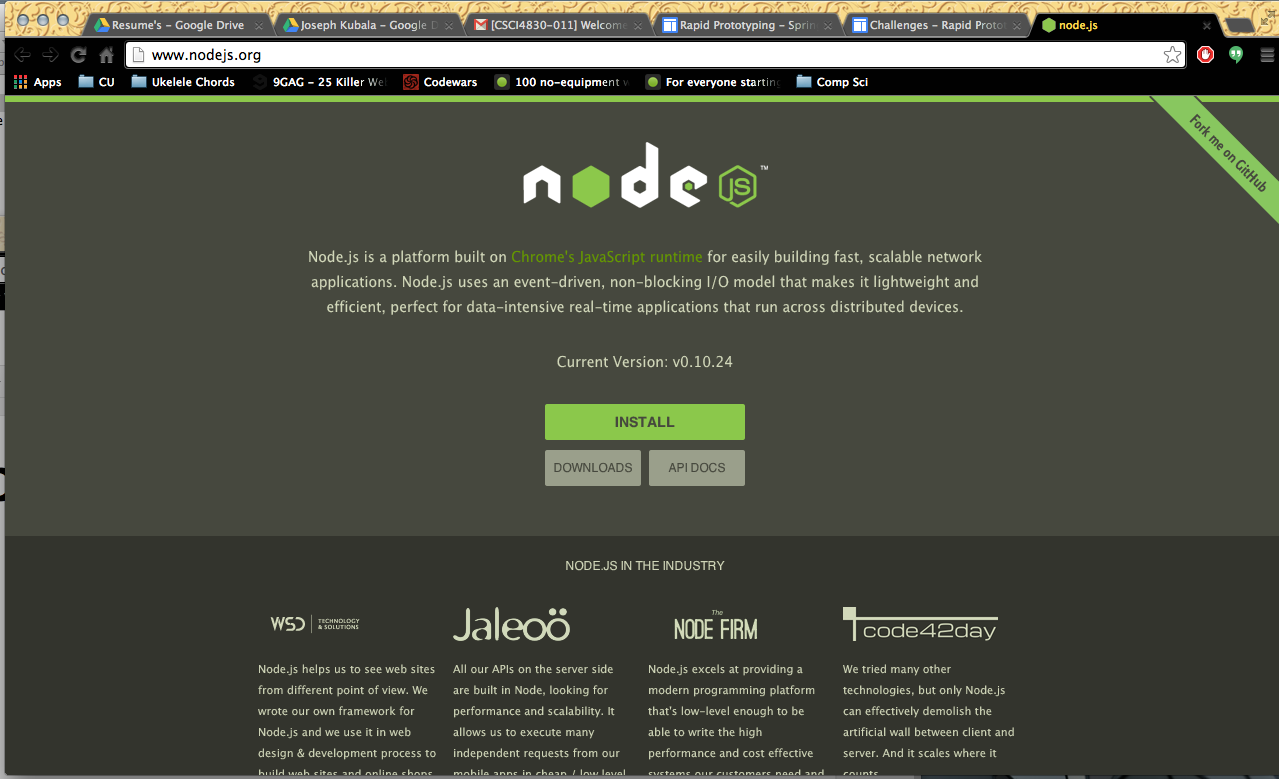 Resume's - Google Drive
Joseph Kubala - Google D
[CSCI4830-011] Welcome
Rapid Prototyping - Sprin
Challenges - Rapid Proto
node.js
www.nodejs.org
Apps
CU
Ukelele Chords
9GAG - 25 Killer We
Codewars
100 no-equipment w
For everyone starting
Comp Sci
Fork me on GitHub
node JS ™
Node.js is a platform built on Chrome's JavaScript runtime for easily building fast, scalable network
applications. Node.js uses an event-driven, non-blocking I/O model that makes it lightweight and
efficient, perfect for data-intensive real-time applications that run across distributed devices.
Current Version: v0.10.24
INSTALL
DOWNLOADS
API DOCS
NODE.JS IN THE INDUSTRY
WSD TECHNOLOGY
& SOLUTIONS
Node.js helps us to see web sites
from different point of view. We
wrote our own framework for
Node.js and we use it in web
design & development process to
build web sites and online shops
Jaleoö
All our APIs on the server side
are built in Node, looking for
performance and scalability. It
allows us to execute many
independent requests from our
mobile apps in cheap / low level
The
NODE FIRM
Node.js excels at providing a
modern programming platform
that's low-level enough to be
able to write the high
performance and cost effective
systems our customers need and
code42day
We tried many other
technologies, but only Node.js
can effectively demolish the
artificial wall between client and
server. And it scales where it
counts.